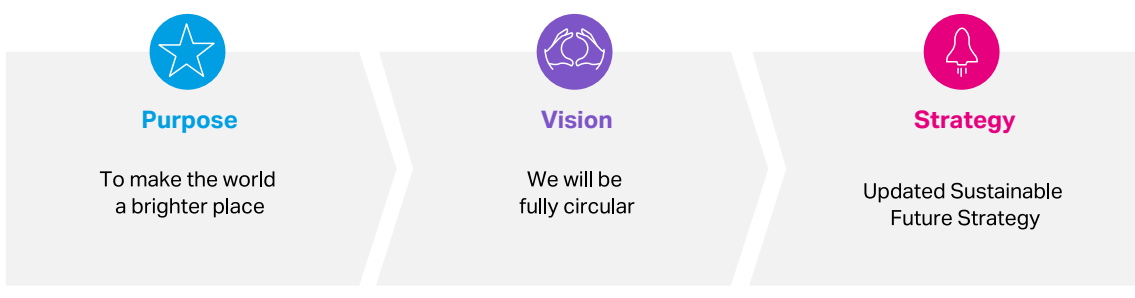 Purpose
To make the world
a brighter place
Vision
We will be
fully circular
Strategy
Updated Sustainable
Future Strategy